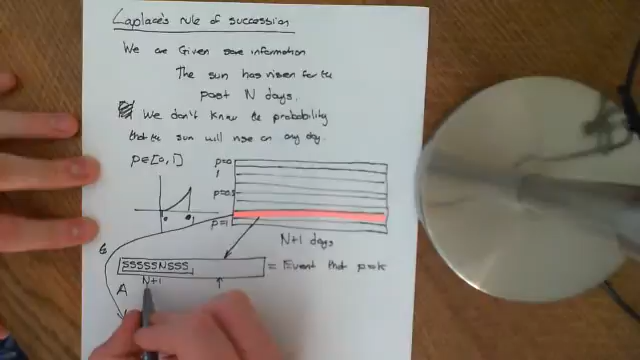 Laplace's rule of succession
We are Given some information
The sun has risen for the
past N days.
We don't know the probability
that the sun will rise on any day.
p∈[0,1]
p=0
p=0.5
p=1
N+1 days
SSSSSNSSS
= Event that p=k
N+1
A